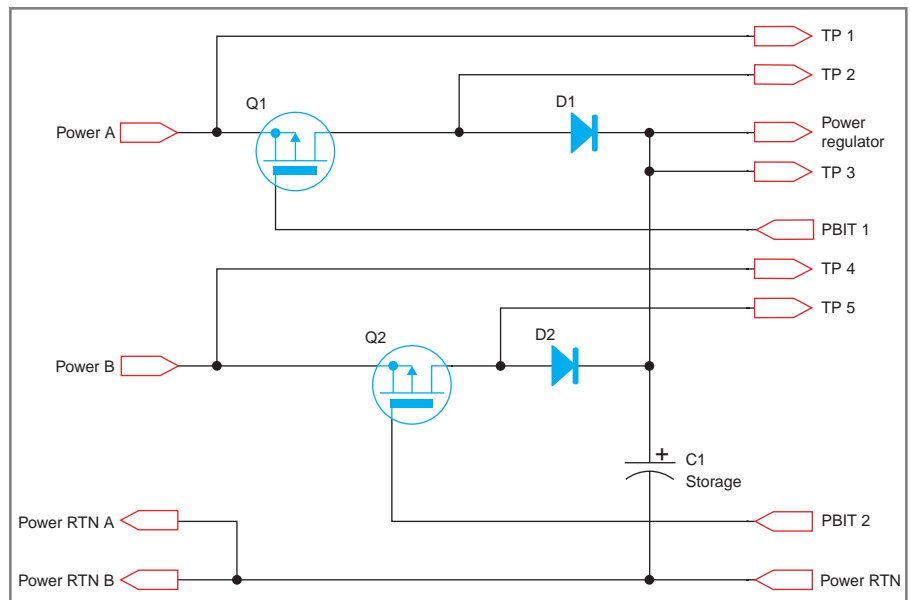 TP 1
TP 2
Q1
D1
Power A
Power
regulator
TP 3
PBIT 1
TP 4
TP 5
Q2
D2
Power B
+
C1
Storage
Power RTN A
PBIT 2
Power RTN B
Power RTN